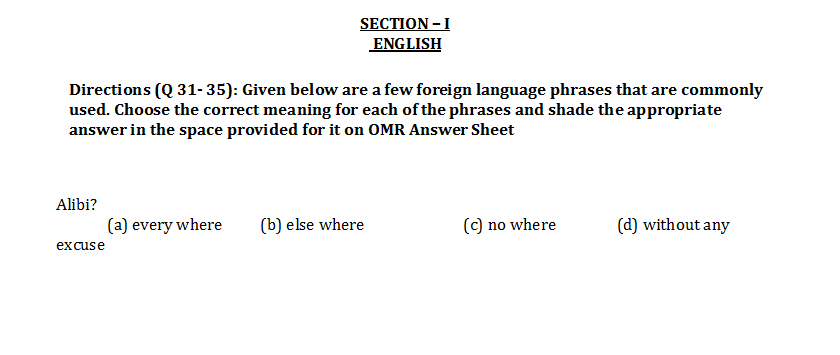 SECTION – I
ENGLISH
Directions (Q 31- 35): Given below are a few foreign language phrases that are commonly
used. Choose the correct meaning for each of the phrases and shade the appropriate
answer in the space provided for it on OMR Answer Sheet
Alibi?
(a) every where (b) else where (c) no where (d) without any
excuse